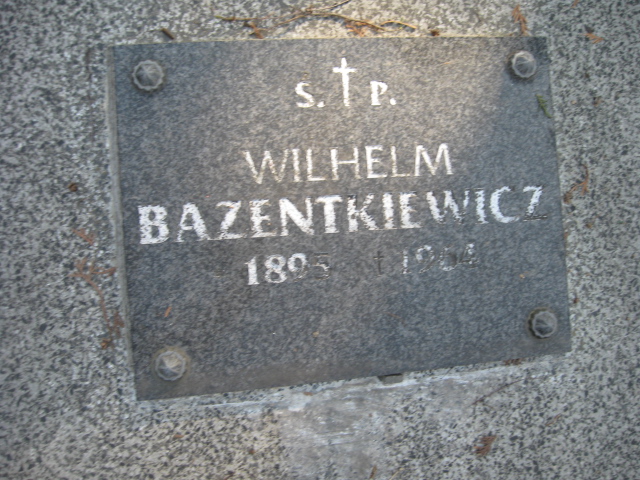 S. † P.
WILHELM
BAZENTKIEWICZ